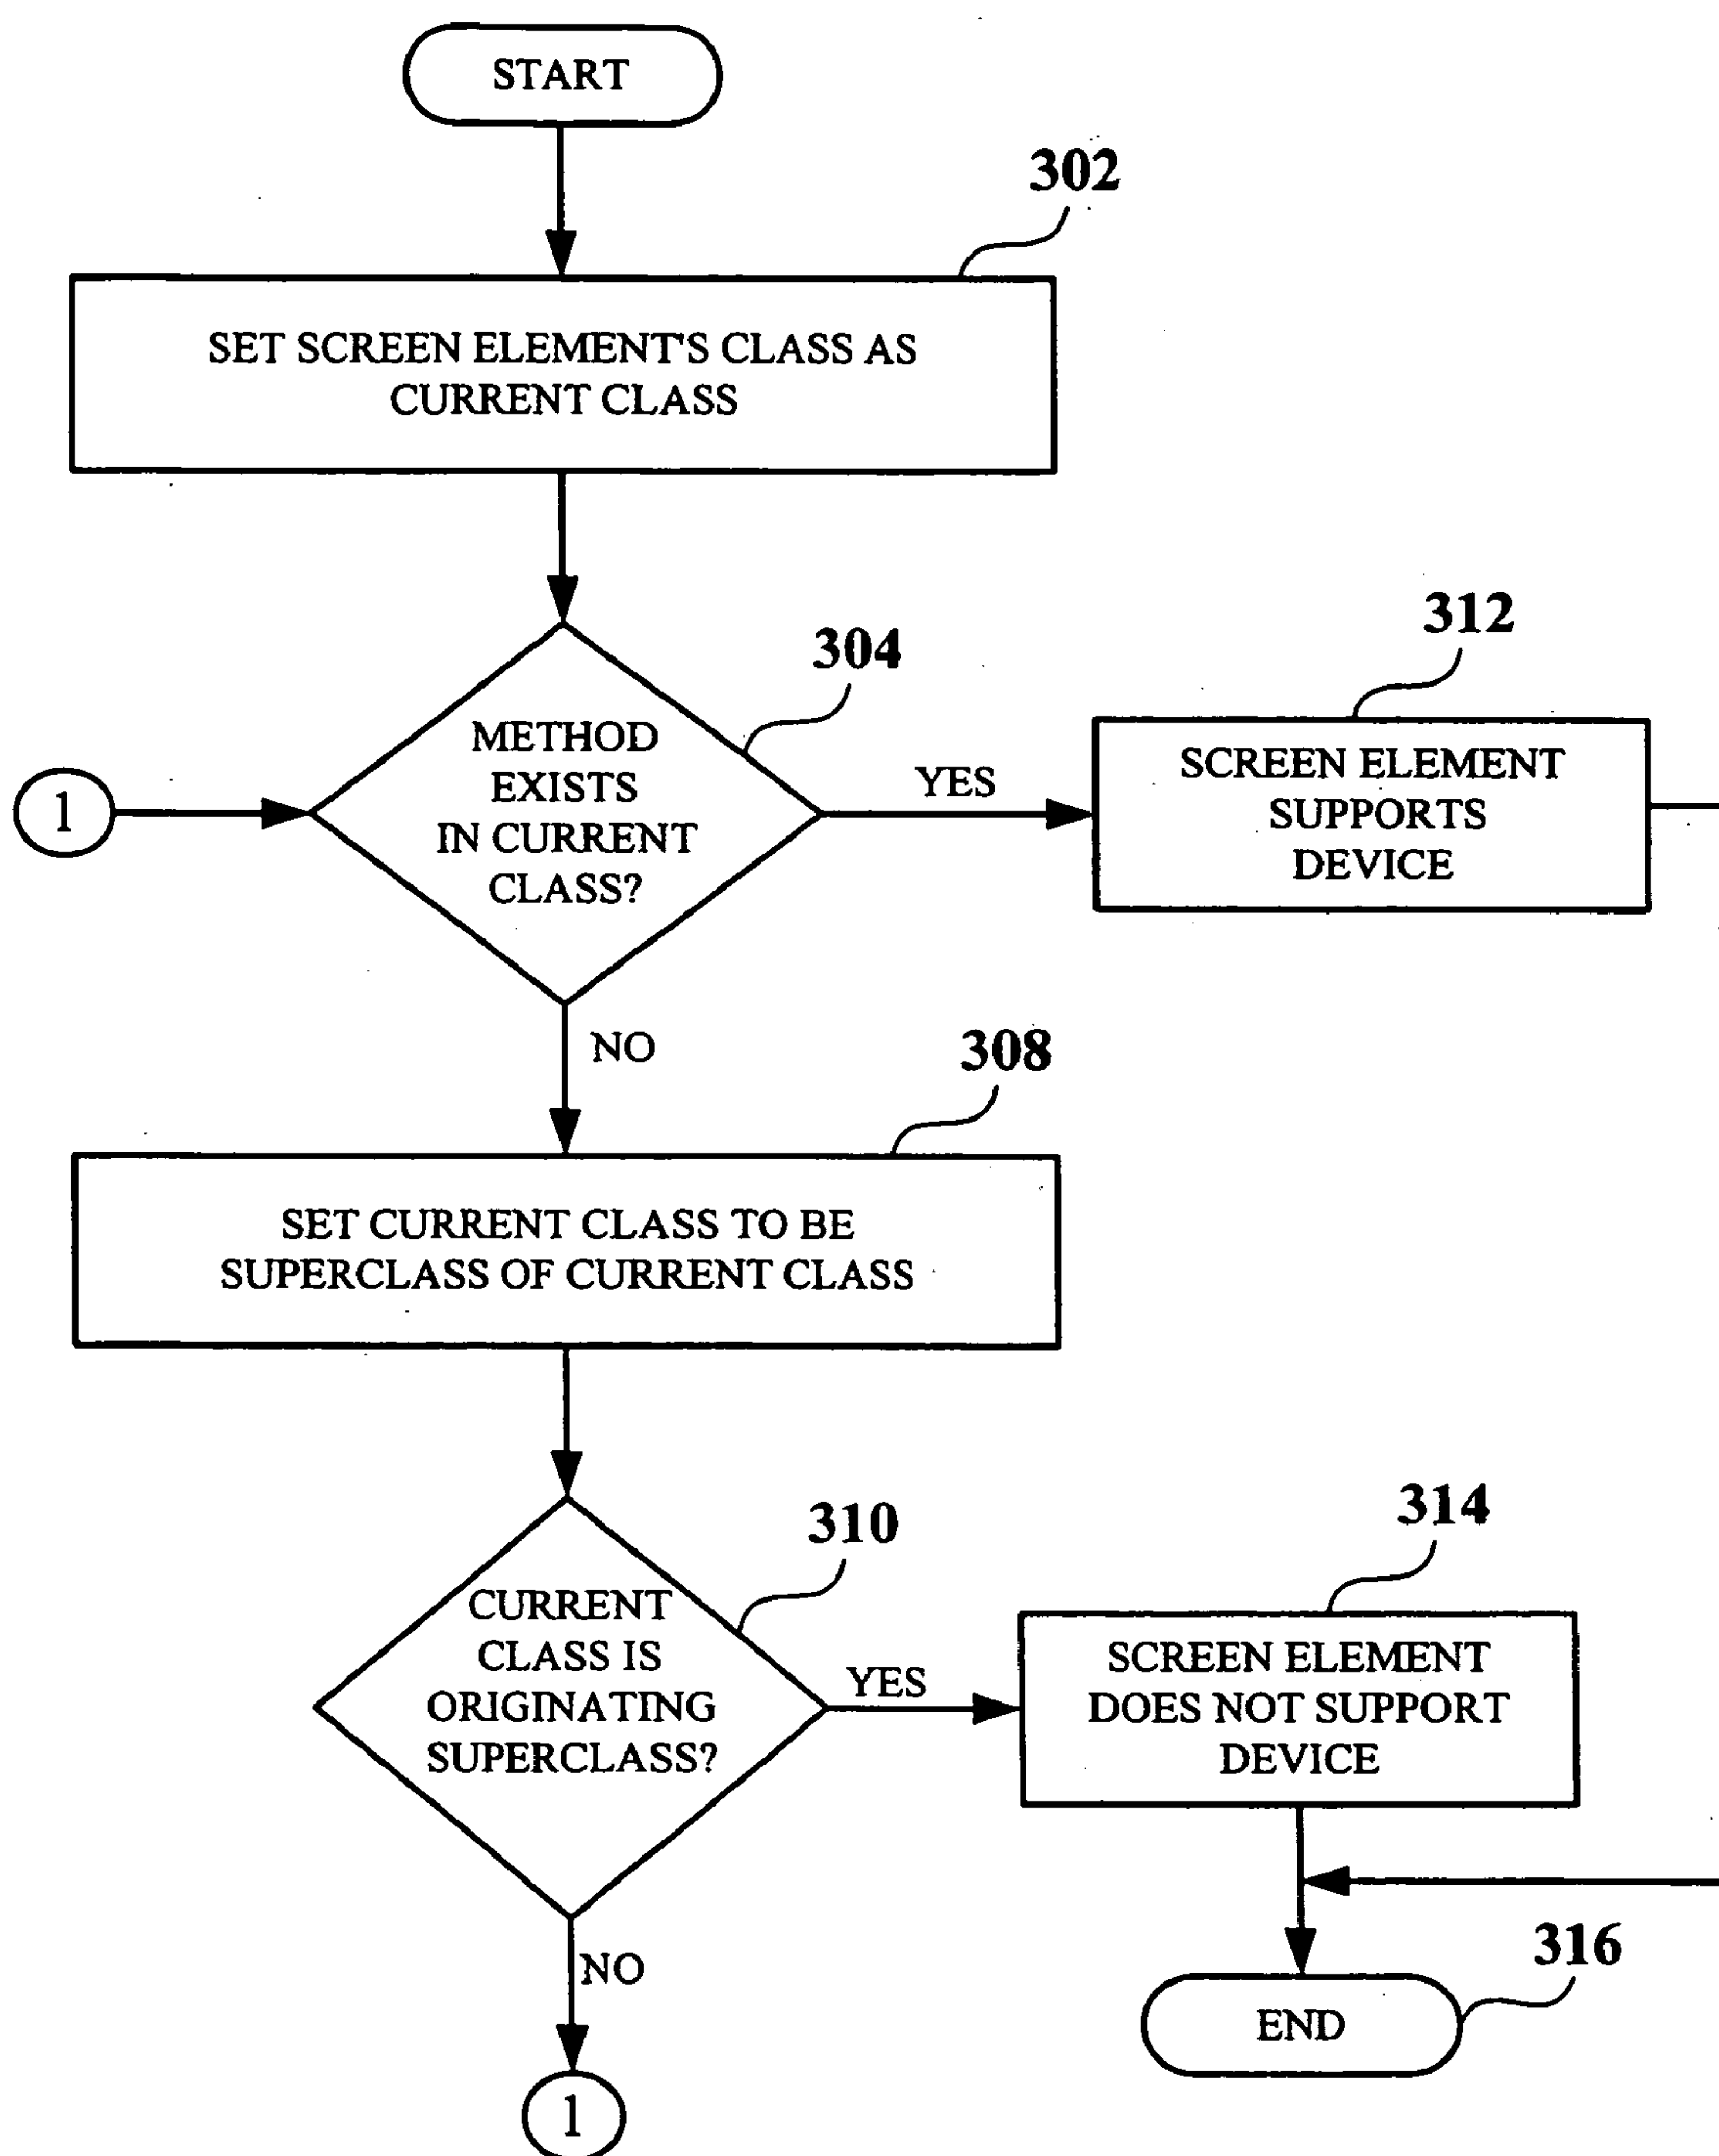 START
302
SET SCREEN ELEMENT'S CLASS AS
CURRENT CLASS
304
METHOD
EXISTS
IN CURRENT
CLASS?
1
YES
312
SCREEN ELEMENT
SUPPORTS
DEVICE
NO
308
SET CURRENT CLASS TO BE
SUPERCLASS OF CURRENT CLASS
310
CURRENT
CLASS IS
ORIGINATING
SUPERCLASS?
YES
314
SCREEN ELEMENT
DOES NOT SUPPORT
DEVICE
NO
316
END
1